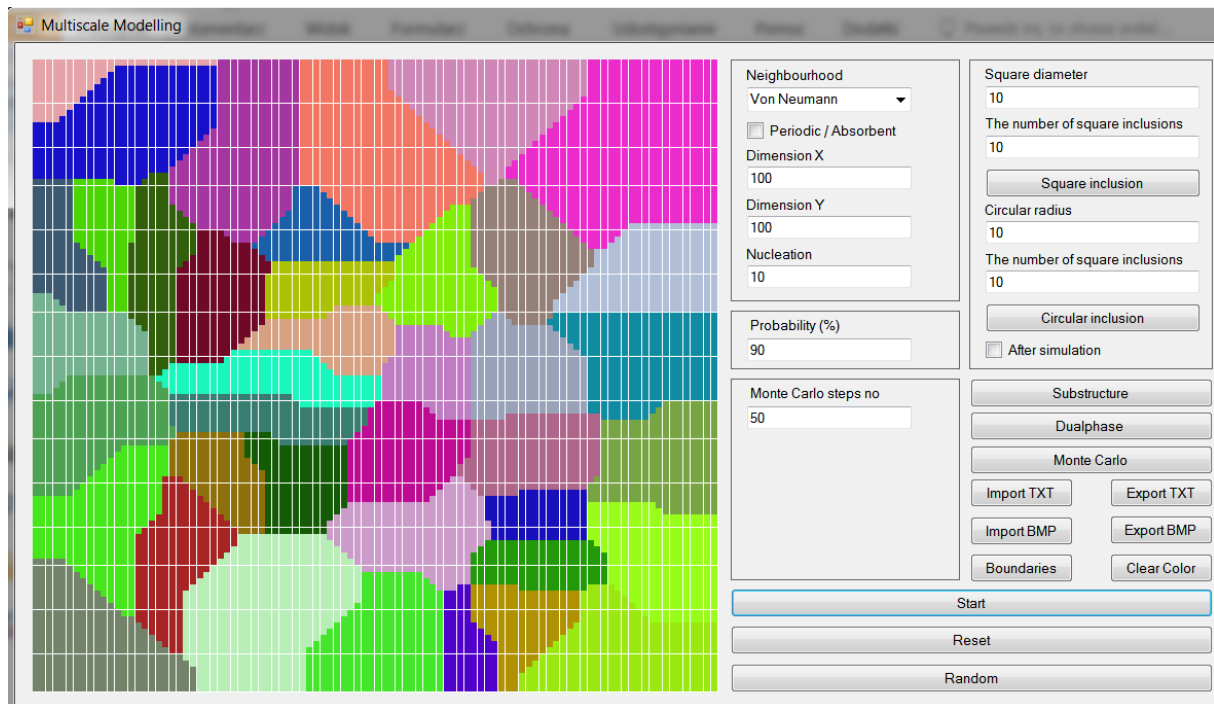 Multiscale Modelling
Neighbourhood
Von Neumann
Periodic / Absorbent
Dimension X
100
Dimension Y
100
Nucleation
10
Probability (%)
90
Monte Carlo steps no
50
Square diameter
10
The number of square inclusions
10
Square inclusion
Circular radius
10
The number of square inclusions
10
Circular inclusion
After simulation
Substructure
Dualphase
Monte Carlo
Import TXT
Export TXT
Import BMP
Export BMP
Boundaries
Clear Color
Start
Reset
Random